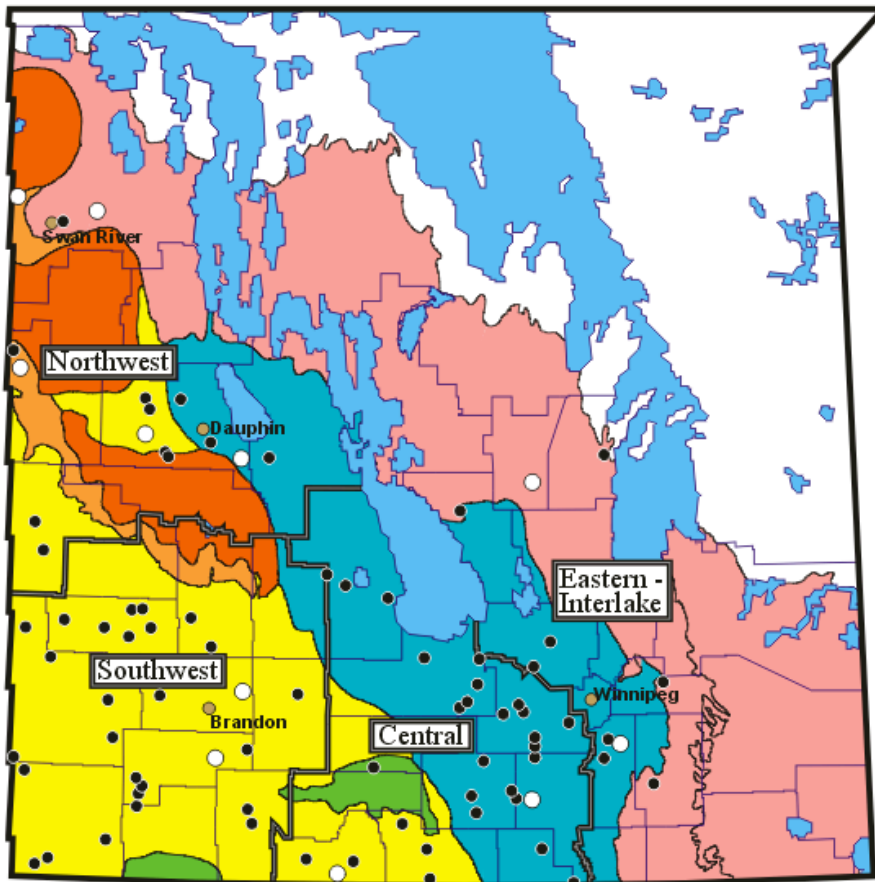 Swan River
Northwest
Dauphin
Eastern -
Interlake
Southwest
Winnipeg
Brandon
Central